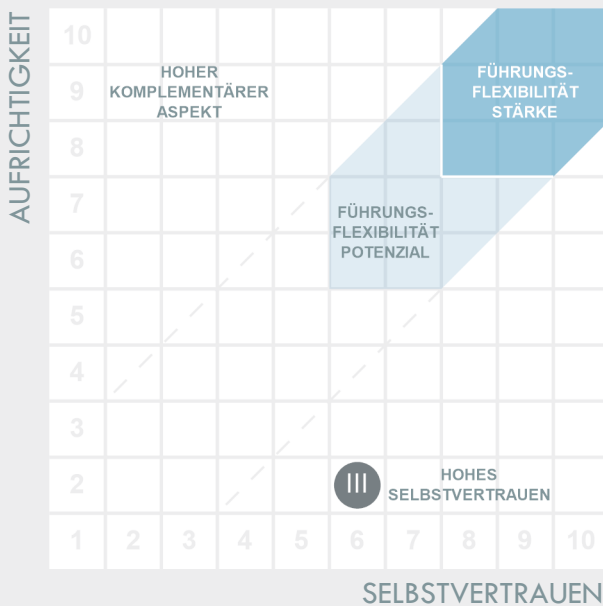 AUFRICHTIGKEIT
10
HOHER
KOMPLEMENTÄRER
ASPEKT
9
FÜHRUNGS-
FLEXIBILITÄT
STÄRKE
8
7
FÜHRUNGS-
FLEXIBILITÄT
POTENZIAL
6
5
4
3
2
III
HOHES
SELBSTVERTRAUEN
1 2 3 4 5 6 7 8 9 10
SELBSTVERTRAUEN